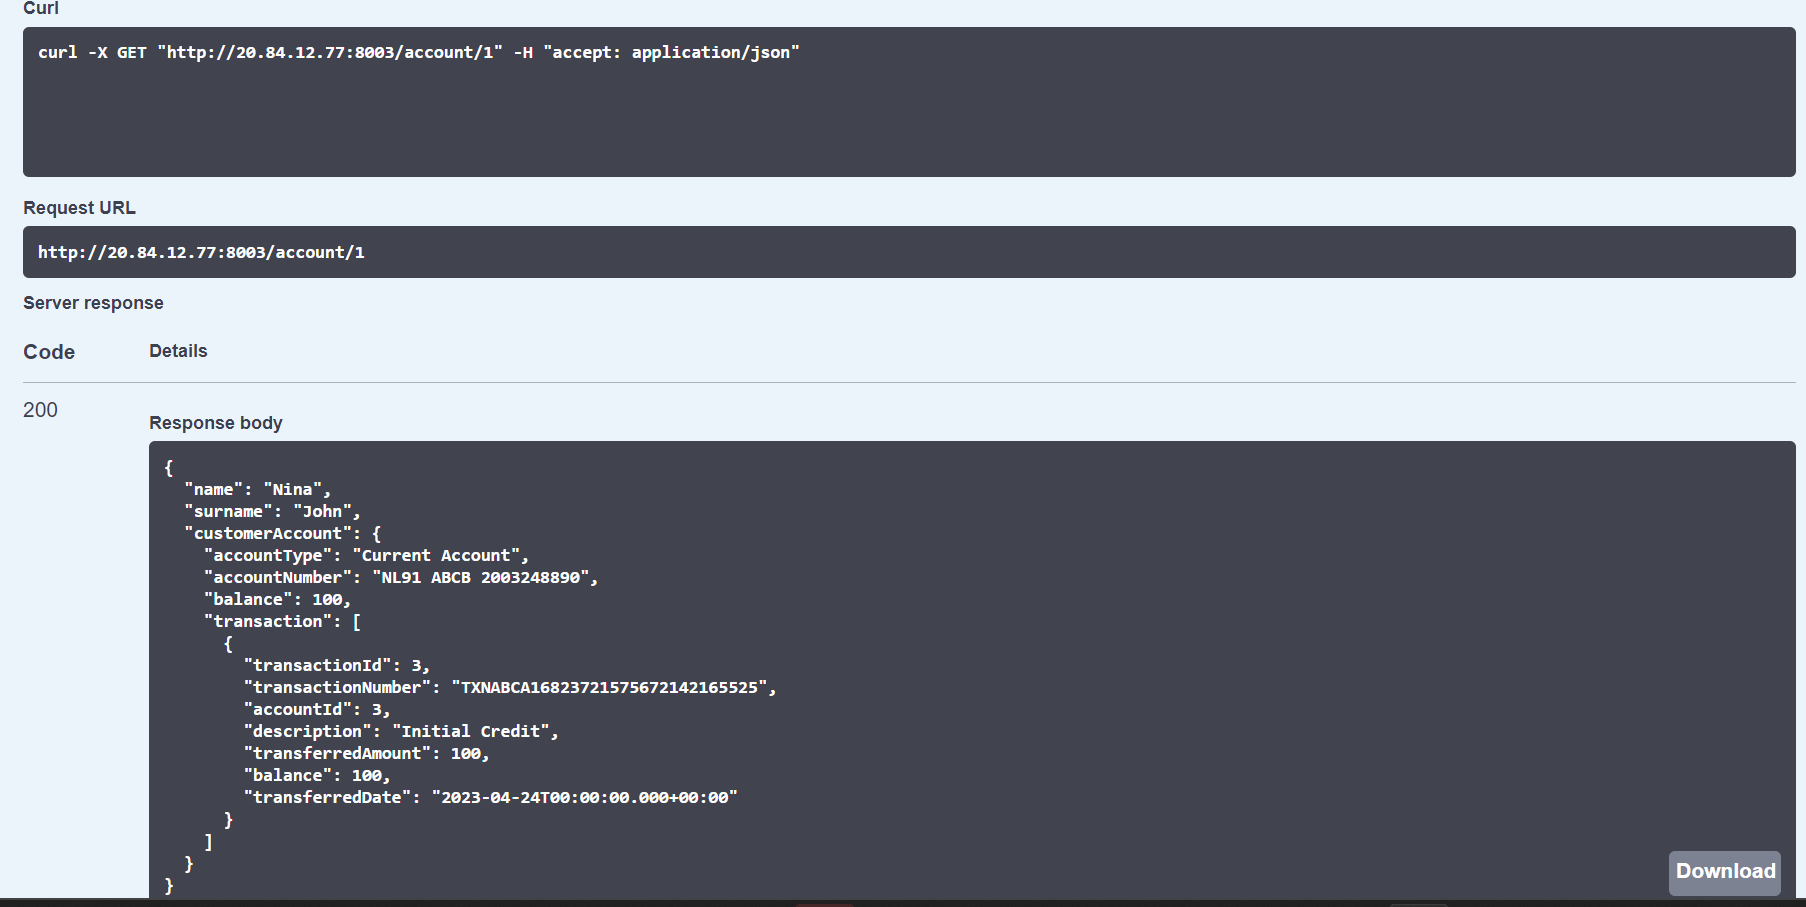 Curl
curl -X GET "http://20.84.12.77:8003/account/1" -H "accept: application/json"
Request URL
http://20.84.12.77:8003/account/1
Server response
Code Details
200
Response body
{
  "name": "Nina",
  "surname": "John",
  "customerAccount": {
    "accountType": "Current Account",
    "accountNumber": "NL91 ABCB 2003248890",
    "balance": 100,
    "transaction": [
      {
        "transactionId": 3,
        "transactionNumber": "TXNABCA16823721575672142165525",
        "accountId": 3,
        "description": "Initial Credit",
        "transferredAmount": 100,
        "balance": 100,
        "transferredDate": "2023-04-24T00:00:00.000+00:00"
      }
    ]
  }
}
Download